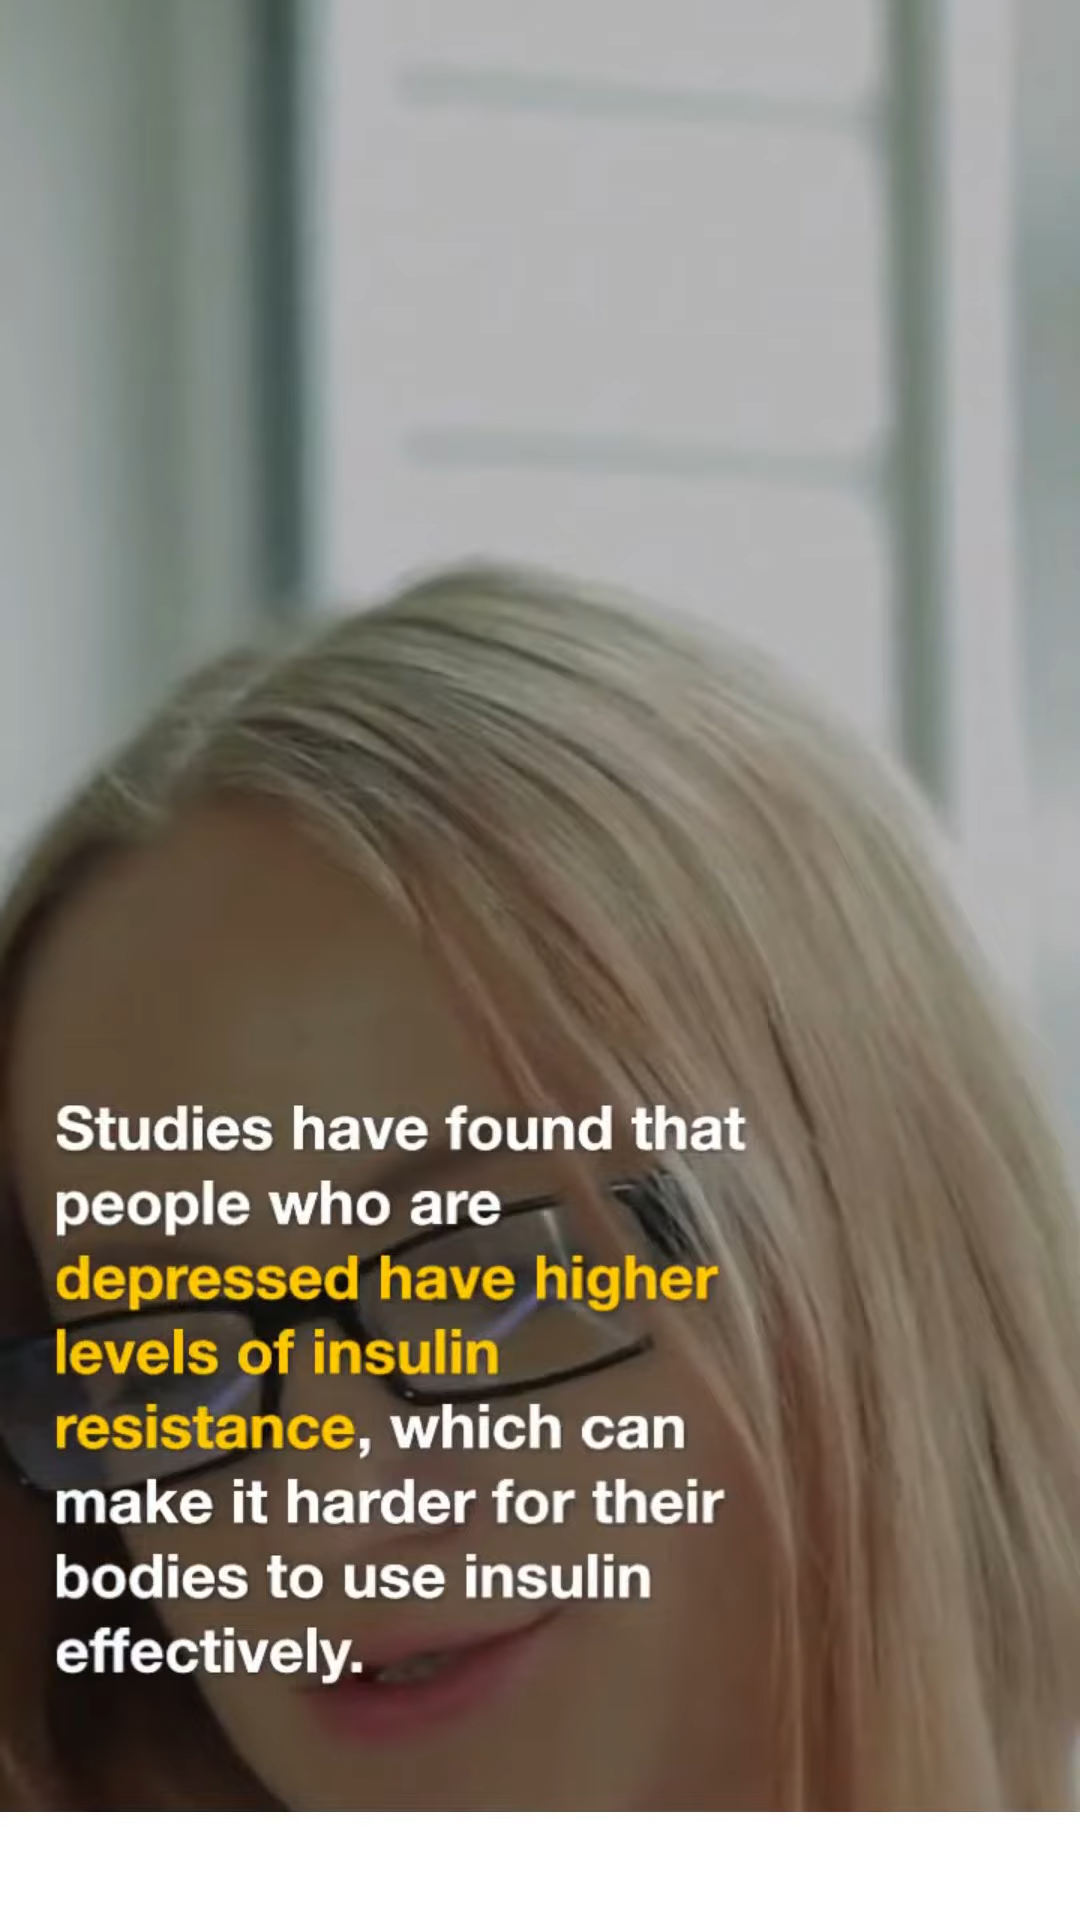 Studies have found that
people who are
depressed have higher
levels of insulin
resistance, which can
make it harder for their
bodies to use insulin
effectively.